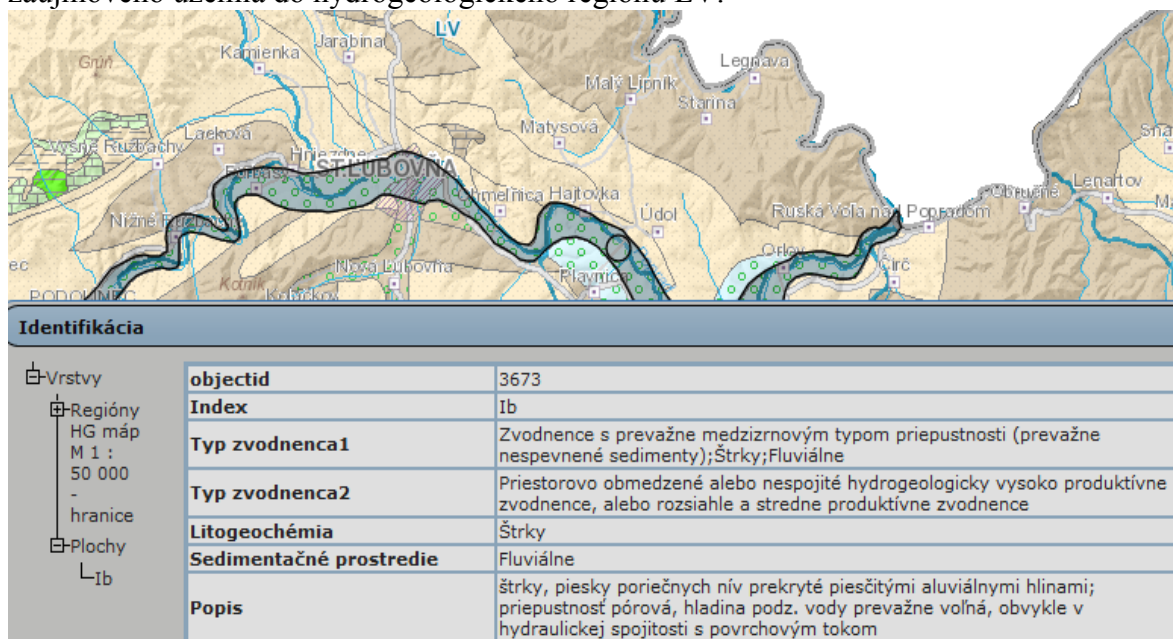 zaujmového územia do hydrogeologického regiónu LV.
LV
Jarabina
Kamienka
Grúň
Legnava
Malý Lipník
Starina
Matysová
Lacková
Vyšné Ružbachy
Hniezdne
ST.ĽUBOVŇA
Hajtovka
Údol
Ruská Voľa nad Popradom
Obručné
Lenartov
Nižné
Orlov
Čirč
Nová Ľubovňa
Plavnica
Kolačkov
PODOLÍNEC
Identifikácia
Vrstvy
Regióny
HG máp
M 1 :
50 000
-
hranice
Plochy
Ib
objectid 3673
Index Ib
Typ zvodnenca1 Zvodnence s prevažne medzizrnovým typom priepustnosti (prevažne
nespevnené sedimenty);Štrky;Fluviálne
Typ zvodnenca2 Priestorovo obmedzené alebo nespojité hydrogeologicky vysoko produktívne
zvodnence, alebo rozsiahle a stredne produktívne zvodnence
Litogeochémia Štrky
Sedimentačné prostredie Fluviálne
Popis štrky, piesky poriečnych nív prekryté piesčitými aluviálnymi hlinami;
priepustnosť pórová, hladina podz. vody prevažne voľná, obvykle v
hydraulickej spojitosti s povrchovým tokom